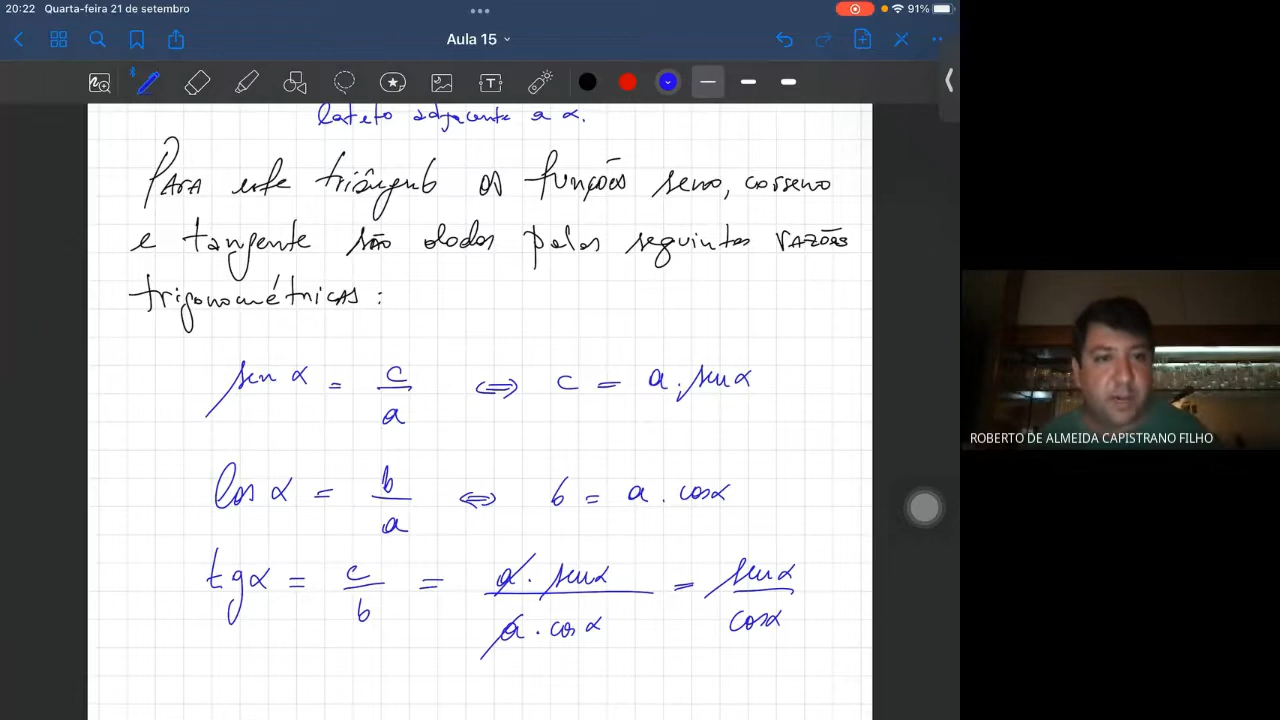 20:22 Quarta-feira 21 de setembro
91%
Aula 15
cateto adjacente a α.
PARA este triângulo as funções seno, cosseno
e tangente são dadas pelas seguintes RAZÕES
trigonométricas:
sen α = c/a ⇔ c = a . sen α
Cos α = b/a ⇔ b = a . cos α
tg α = c/b = a . sen α / a . cos α = sen α / cos α
ROBERTO DE ALMEIDA CAPISTRANO FILHO